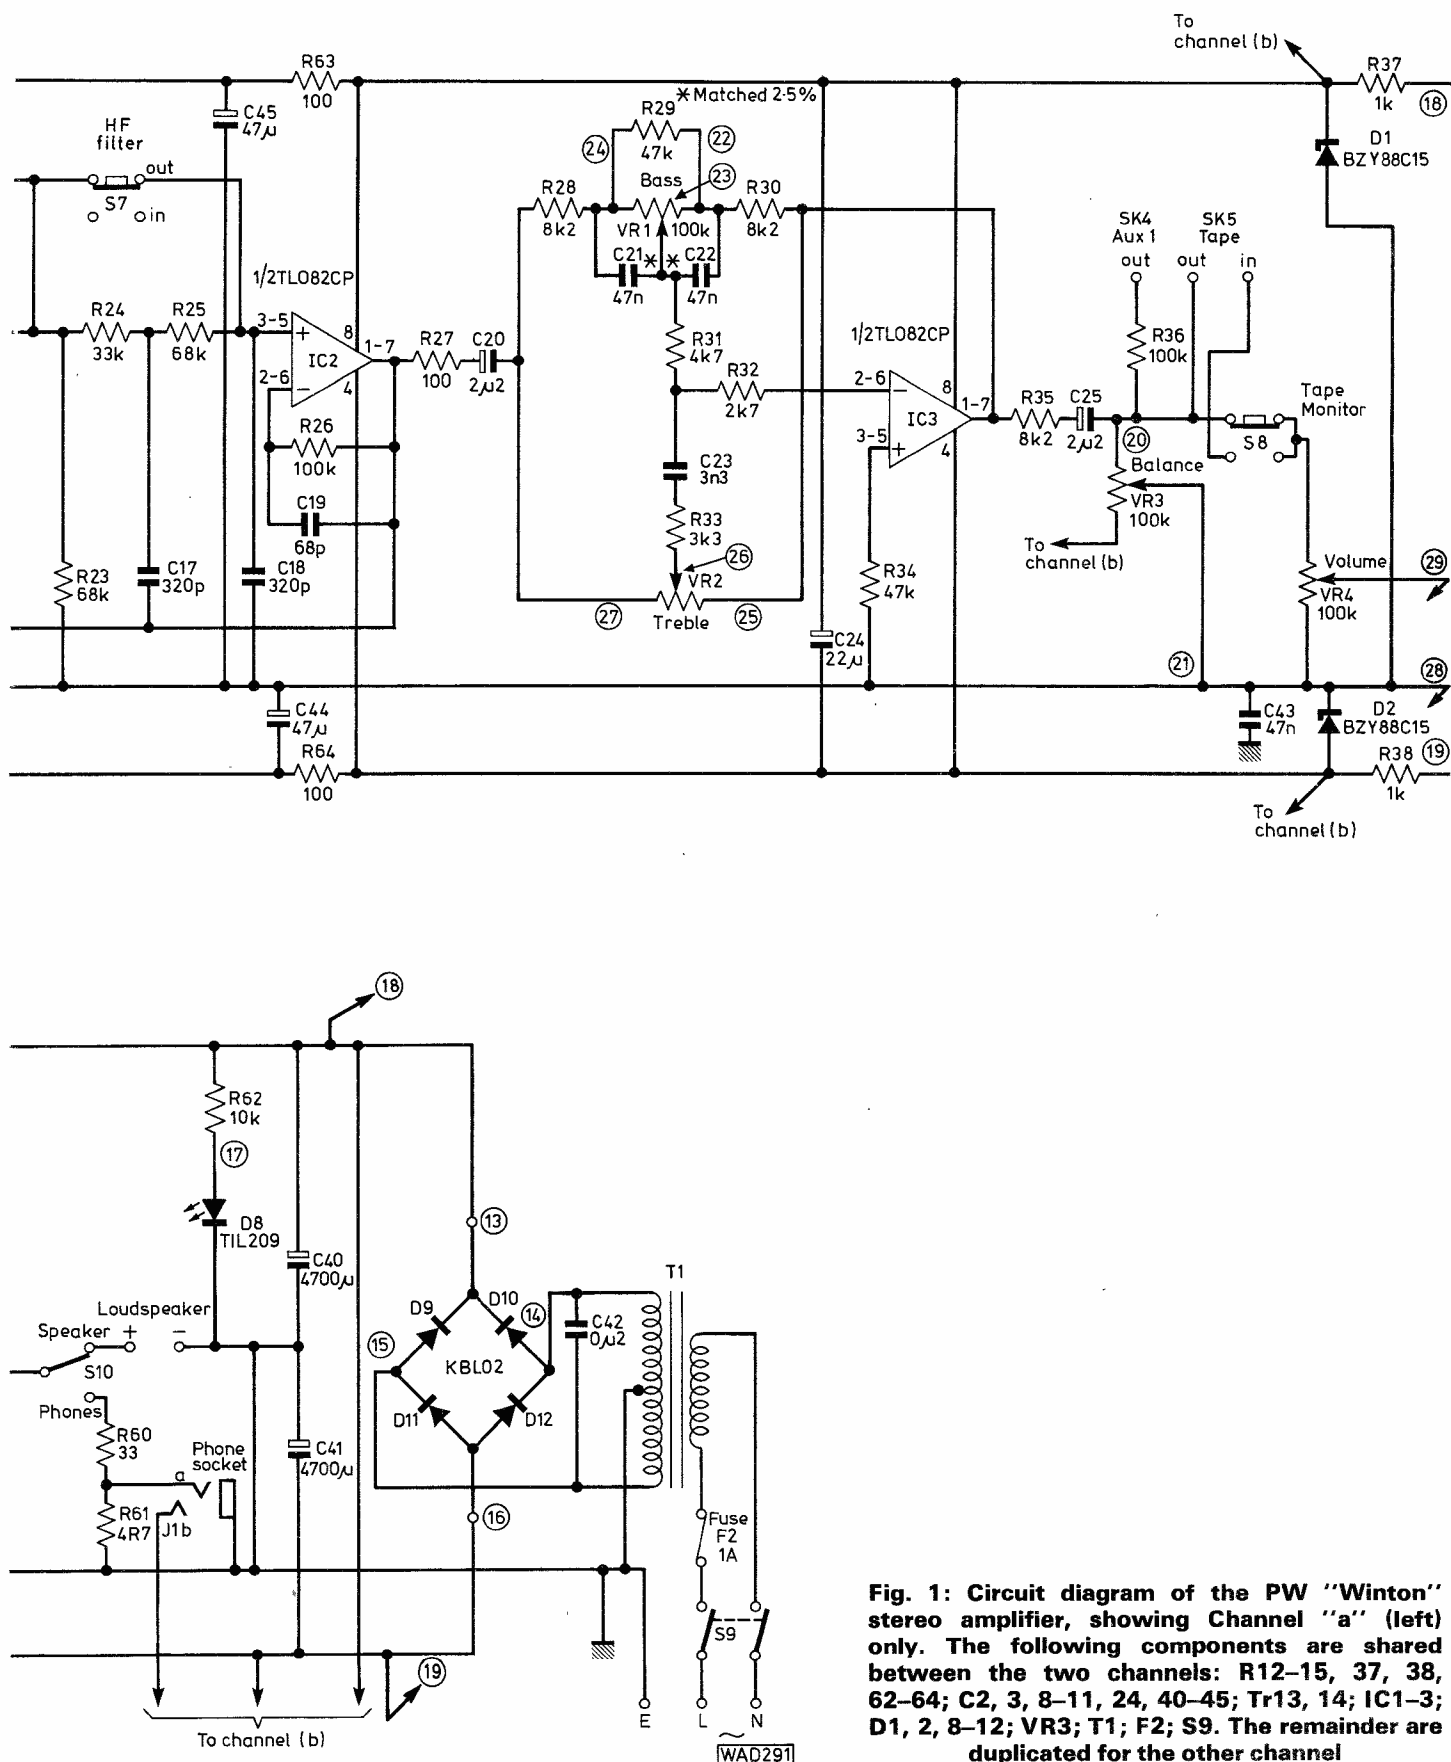 To
channel (b)
R63
100
R37
1k
18
*Matched 2·5%
C45
47μ
HF
filter
out
S7
in
R29
47k
24
22
Bass
23
D1
BZY88C15
R28
8k2
VR1
100k
R30
8k2
C21
*
*
C22
47n
47n
SK4
Aux 1
out
SK5
Tape
out
in
1/2TL082CP
R24
33k
R25
68k
3-5
+
8
1-7
IC2
2-6
−
4
R27
100
C20
2μ2
R31
4k7
R32
2k7
1/2TL082CP
2-6
−
8
1-7
IC3
3-5
+
4
R36
100k
R35
8k2
C25
2μ2
20
Tape
Monitor
S8
R26
100k
C19
68p
C23
3n3
R33
3k3
26
VR2
27
Treble
25
Balance
VR3
100k
To
channel (b)
R23
68k
C17
320p
C18
320p
R34
47k
Volume
VR4
100k
29
C24
22μ
21
28
C44
47μ
R64
100
C43
47n
D2
BZY88C15
R38
1k
19
To
channel (b)
18
R62
10k
17
D8
TIL209
C40
4700μ
13
T1
D9
D10
14
C42
0μ2
15
KBL02
D11
D12
Loudspeaker
Speaker
+
−
S10
Phones
R60
33
Phone
socket
a
R61
4R7
J1b
C41
4700μ
16
Fuse
F2
1A
S9
19
To channel (b)
E
L
~
N
WAD291
Fig. 1: Circuit diagram of the PW "Winton"
stereo amplifier, showing Channel "a" (left)
only. The following components are shared
between the two channels: R12–15, 37, 38,
62–64; C2, 3, 8–11, 24, 40–45; Tr13, 14; IC1–3;
D1, 2, 8–12; VR3; T1; F2; S9. The remainder are
duplicated for the other channel